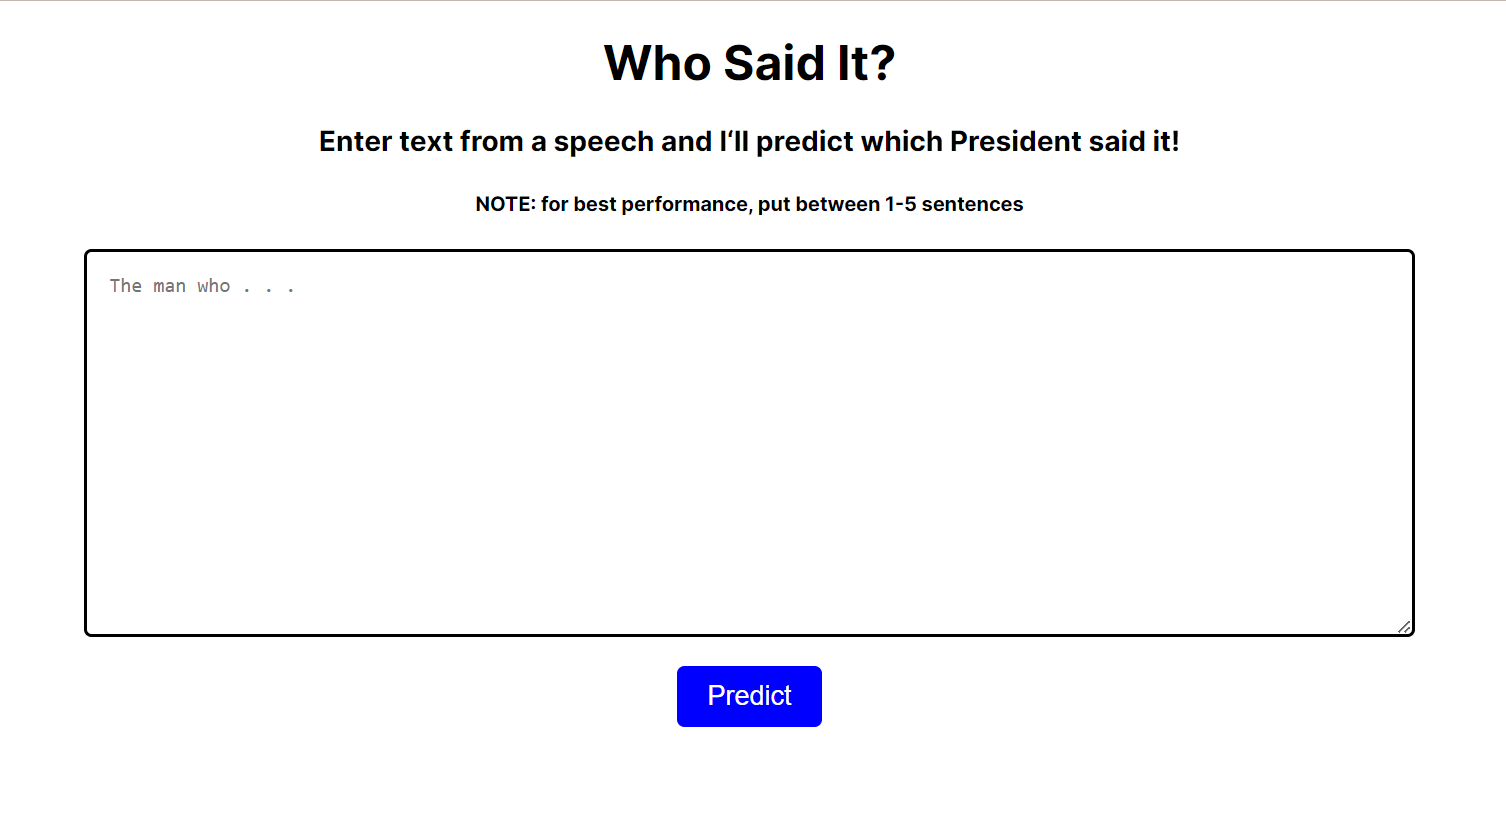 Who Said It?
Enter text from a speech and I‘ll predict which President said it!
NOTE: for best performance, put between 1-5 sentences
The man who . . .
Predict